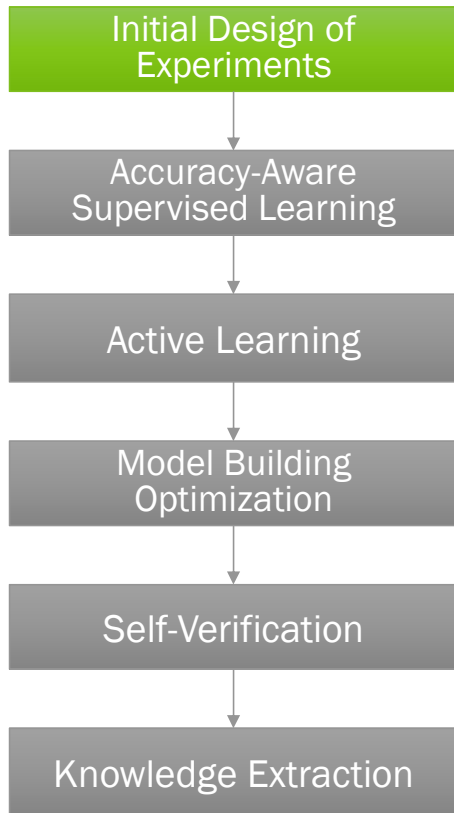 Initial Design of
Experiments
Accuracy-Aware
Supervised Learning
Active Learning
Model Building
Optimization
Self-Verification
Knowledge Extraction